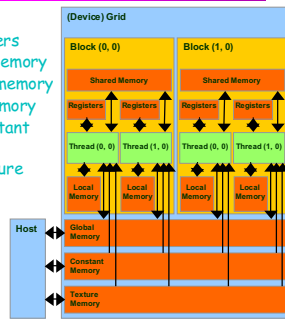 (Device) Grid
ers
emory
memory
mory
tant
ure
Block (0, 0)
Block (1, 0)
Shared Memory
Shared Memory
Registers
Registers
Registers
Registers
Thread (0, 0)
Thread (1, 0)
Thread (0, 0)
Thread (1, 0)
Local
Memory
Local
Memory
Local
Memory
Local
Memory
Host
Global
Memory
Constant
Memory
Texture
Memory